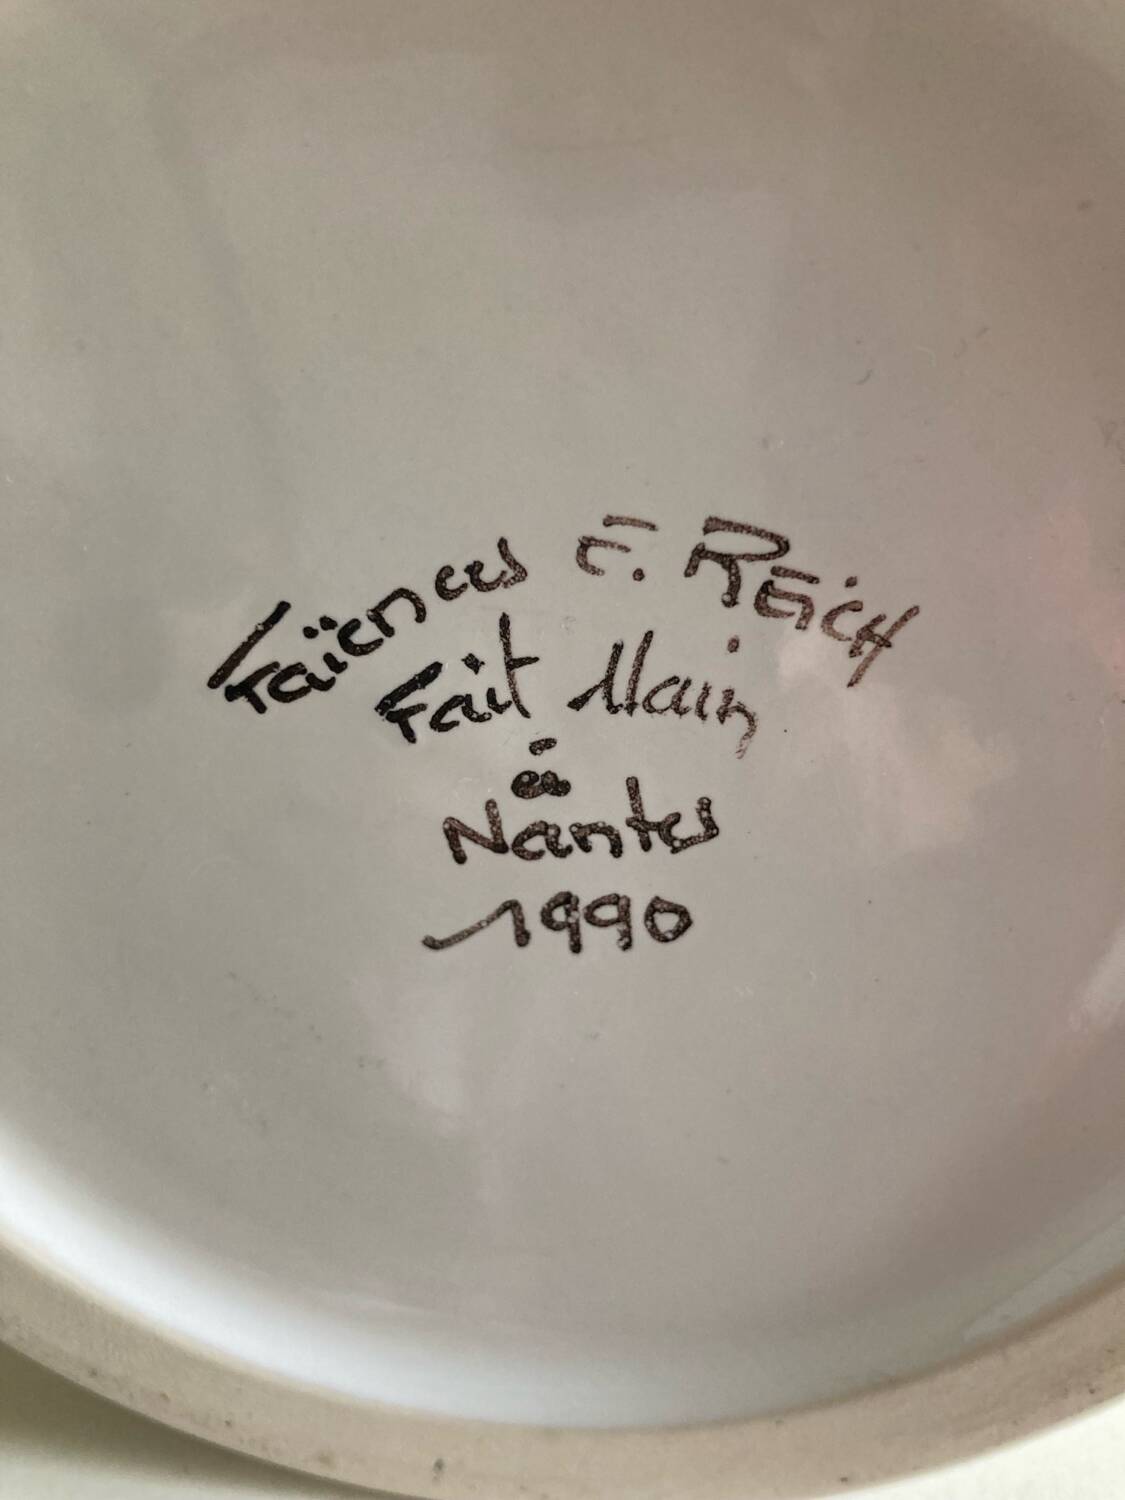 Faïences E. REICH
Fait Main
à
Nantes
1990